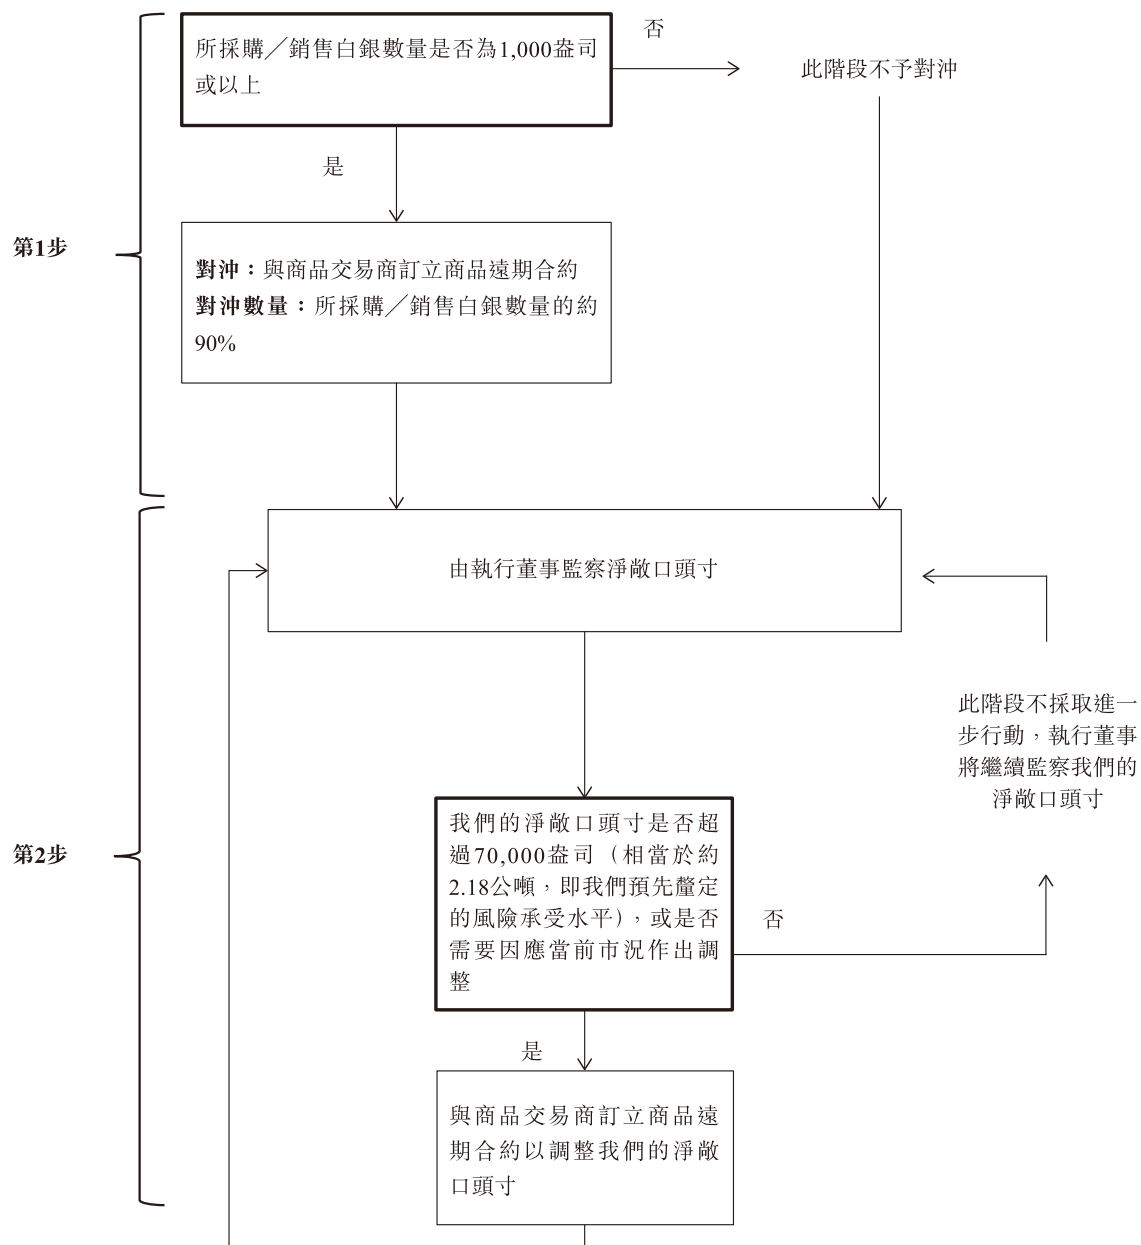 所採購／銷售白銀數量是否為1,000盎司
或以上
否
此階段不予對沖
是
第1步
對沖：與商品交易商訂立商品遠期合約
對沖數量：所採購／銷售白銀數量的約
90%
由執行董事監察淨敞口頭寸
此階段不採取進一
步行動，執行董事
將繼續監察我們的
淨敞口頭寸
第2步
我們的淨敞口頭寸是否超
過70,000盎司（相當於約
2.18公噸，即我們預先釐定
的風險承受水平），或是否
需要因應當前市況作出調
整
否
是
與商品交易商訂立商品遠
期合約以調整我們的淨敞
口頭寸